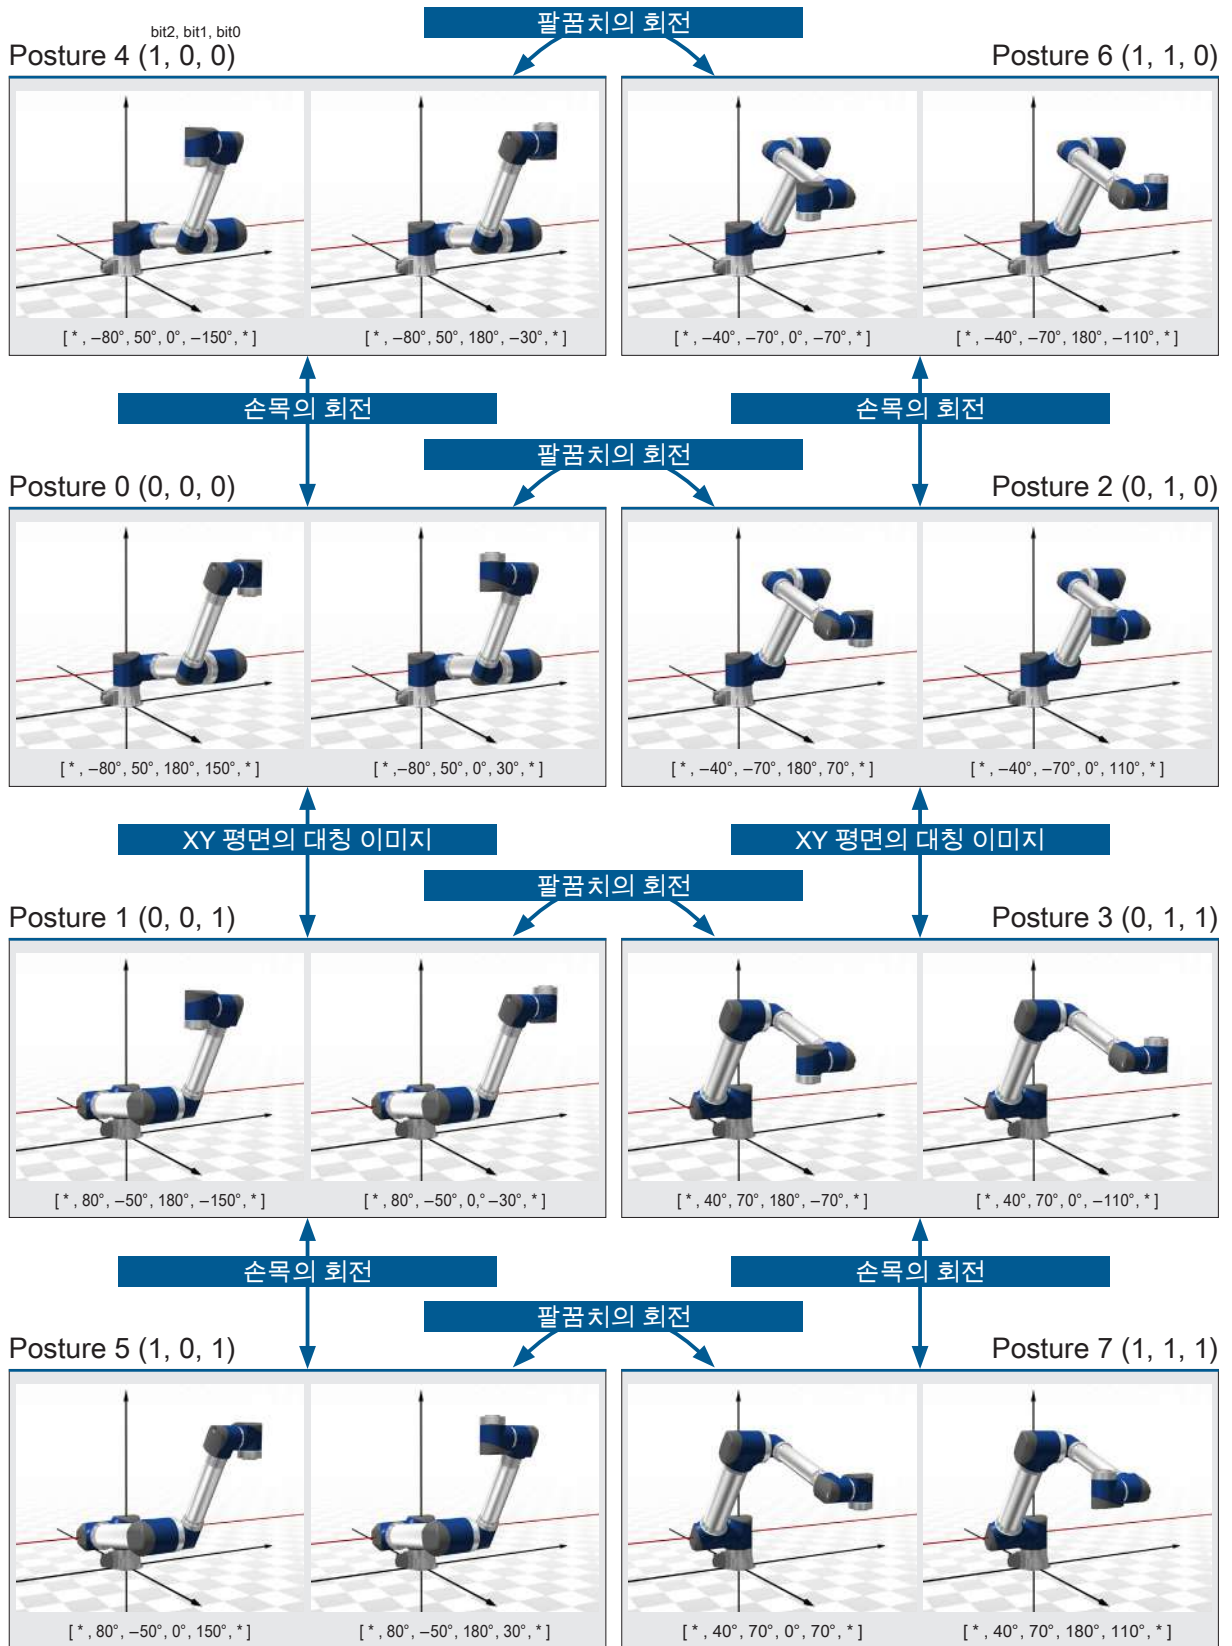 팔꿈치의 회전
bit2, bit1, bit0
Posture 4 (1, 0, 0)
Posture 6 (1, 1, 0)
[ * , –80°, 50°, 0°, –150°, * ]
[ * , –80°, 50°, 180°, –30°, * ]
[ * , –40°, –70°, 0°, –70°, * ]
[ * , –40°, –70°, 180°, –110°, * ]
손목의 회전
손목의 회전
팔꿈치의 회전
Posture 0 (0, 0, 0)
Posture 2 (0, 1, 0)
[ * , –80°, 50°, 180°, 150°, * ]
[ * ,–80°, 50°, 0°, 30°, * ]
[ * , –40°, –70°, 180°, 70°, * ]
[ * , –40°, –70°, 0°, 110°, * ]
XY 평면의 대칭 이미지
XY 평면의 대칭 이미지
팔꿈치의 회전
Posture 1 (0, 0, 1)
Posture 3 (0, 1, 1)
[ * , 80°, –50°, 180°, –150°, * ]
[ * , 80°, –50°, 0,° –30°, * ]
[ * , 40°, 70°, 180°, –70°, * ]
[ * , 40°, 70°, 0°, –110°, * ]
손목의 회전
손목의 회전
팔꿈치의 회전
Posture 5 (1, 0, 1)
Posture 7 (1, 1, 1)
[ * , 80°, –50°, 0°, 150°, * ]
[ * , 80°, –50°, 180°, 30°, * ]
[ * , 40°, 70°, 0°, 70°, * ]
[ * , 40°, 70°, 180°, 110°, * ]